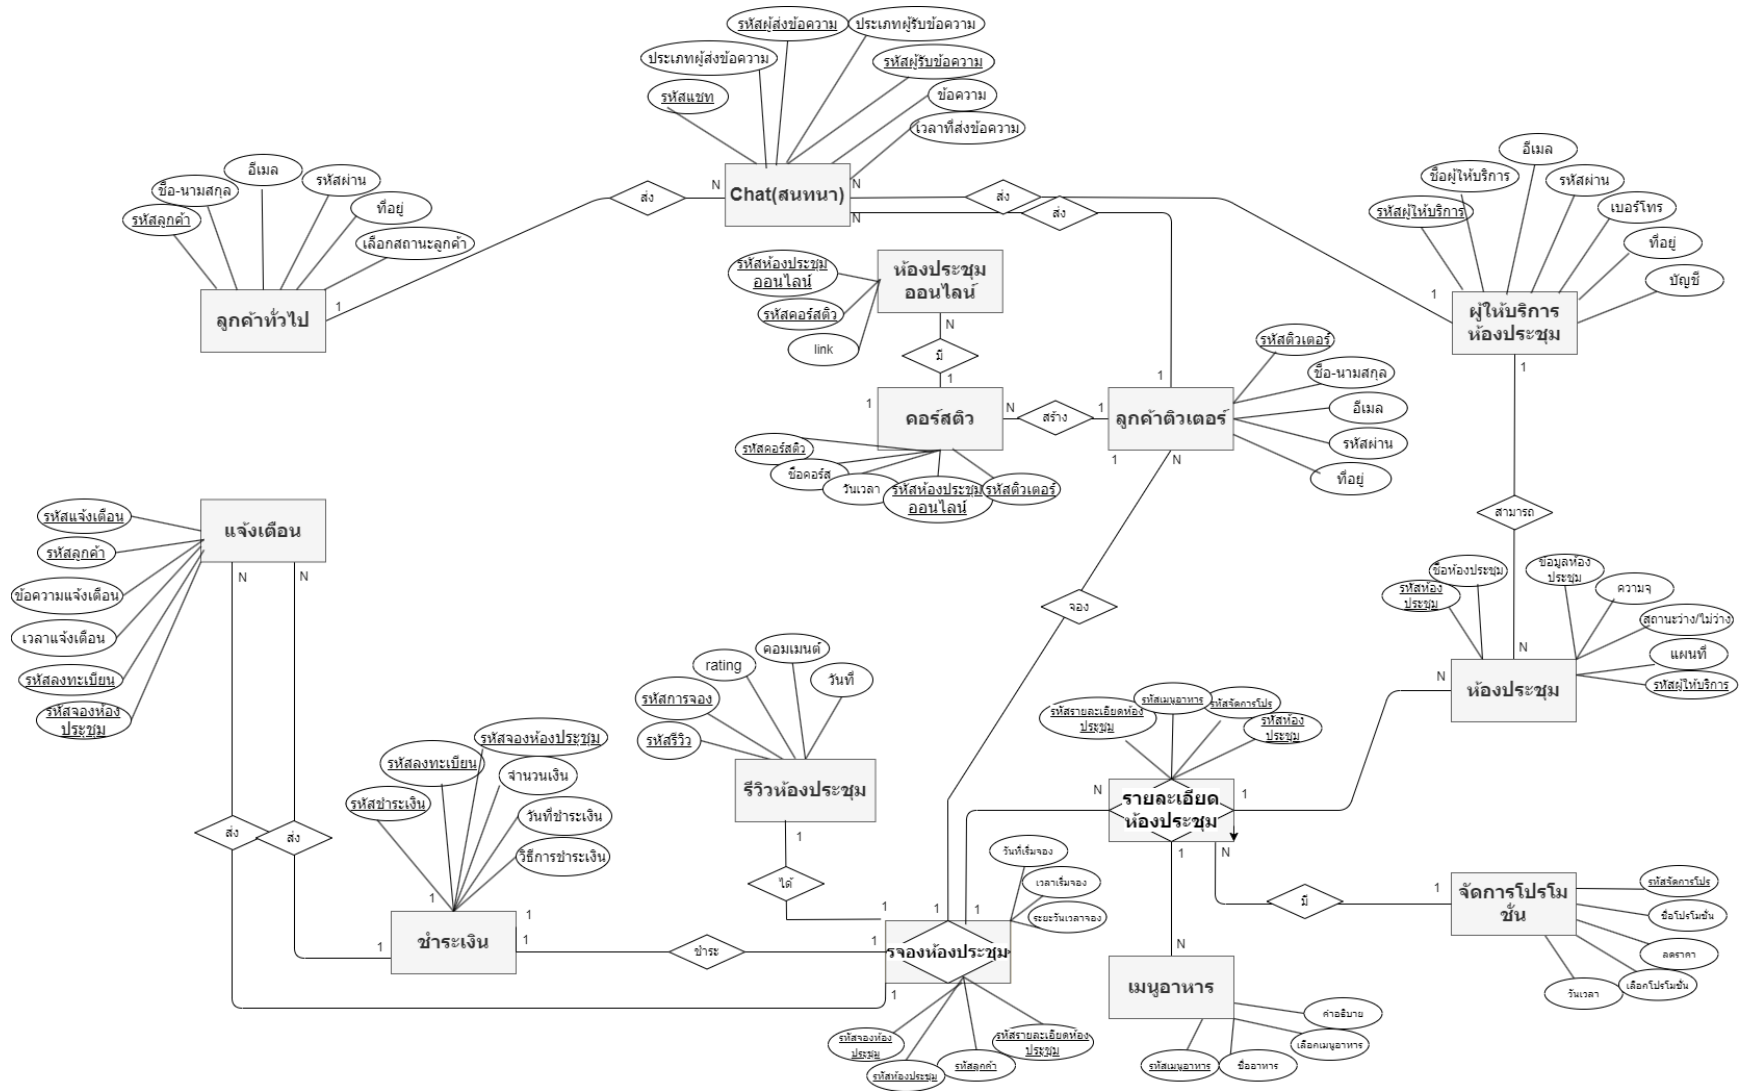 รหัสผู้ส่งข้อความ
ประเภทผู้รับข้อความ
ประเภทผู้ส่งข้อความ
รหัสผู้รับข้อความ
รหัสแชท
ข้อความ
เวลาที่ส่งข้อความ
Chat(สนทนา)
N
N
N
ส่ง
ส่ง
ส่ง
อีเมล
ชื่อ-นามสกุล
รหัสผ่าน
รหัสลูกค้า
ที่อยู่
เลือกสถานะลูกค้า
ลูกค้าทั่วไป
1
อีเมล
ชื่อผู้ให้บริการ
รหัสผ่าน
รหัสผู้ให้บริการ
เบอร์โทร
ที่อยู่
บัญชี
ผู้ให้บริการ
ห้องประชุม
1
1
รหัสห้องประชุม
ออนไลน์
รหัสคอร์สติว
link
ห้องประชุม
ออนไลน์
N
มี
1
1
คอร์สติว
N
สร้าง
1
1
ลูกค้าติวเตอร์
1
N
รหัสติวเตอร์
ชื่อ-นามสกุล
อีเมล
รหัสผ่าน
ที่อยู่
รหัสคอร์สติว
ชื่อคอร์ส
วันเวลา
รหัสห้องประชุม
ออนไลน์
รหัสติวเตอร์
สามารถ
รหัสแจ้งเตือน
รหัสลูกค้า
ข้อความแจ้งเตือน
เวลาแจ้งเตือน
รหัสลงทะเบียน
รหัสจองห้อง
ประชุม
แจ้งเตือน
N
N
จอง
ชื่อห้องประชุม
รหัสห้อง
ประชุม
ข้อมูลห้อง
ประชุม
ความจุ
สถานะว่าง/ไม่ว่าง
แผนที่
รหัสผู้ให้บริการ
N
N
ห้องประชุม
คอมเมนต์
rating
วันที่
รหัสการจอง
รหัสรีวิว
รีวิวห้องประชุม
1
ได้
รหัสรายละเอียดห้อง
ประชุม
รหัสเมนูอาหาร
รหัสจัดการโปร
รหัสห้อง
ประชุม
N
รายละเอียด
ห้องประชุม
1
1
N
รหัสจองห้องประชุม
รหัสลงทะเบียน
จำนวนเงิน
รหัสชำระเงิน
วันที่ชำระเงิน
วิธีการชำระเงิน
ส่ง
ส่ง
1
1
1
1
ชำระเงิน
ชำระ
1
1
1
1
1
รจองห้องประชุม
วันที่เริ่มจอง
เวลาเริ่มจอง
ระยะวันเวลาจอง
รหัสจองห้อง
ประชุม
รหัสห้องประชุม
รหัสลูกค้า
รหัสรายละเอียดห้อง
ประชุม
มี
1
จัดการโปรโม
ชั่น
รหัสจัดการโปร
ชื่อโปรโมชั่น
ลดราคา
เลือกโปรโมชั่น
วันเวลา
N
เมนูอาหาร
คำอธิบาย
เลือกเมนูอาหาร
รหัสเมนูอาหาร
ชื่ออาหาร